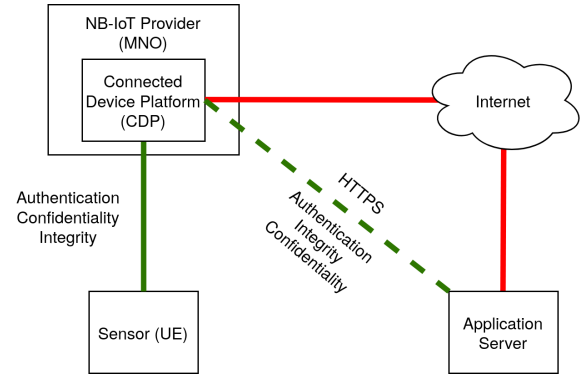 NB-IoT Provider
(MNO)
Connected
Device Platform
(CDP)
Internet
Authentication
Confidentiality
Integrity
HTTPS
Authentication
Integrity
Confidentiality
Sensor (UE)
Application
Server